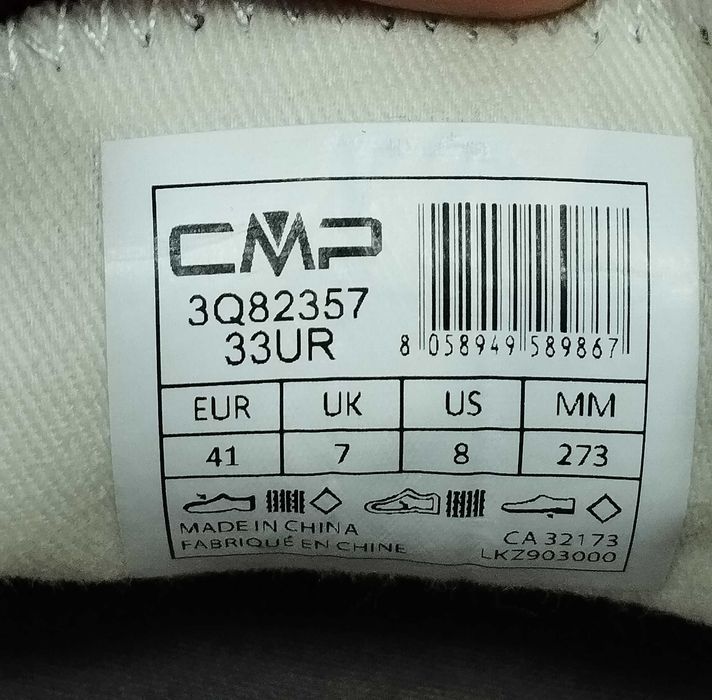 CMP
3Q82357
33UR
8 058949 589867
EUR UK US MM
41 7 8 273
MADE IN CHINA
FABRIQUÉ EN CHINE
CA 32173
LKZ903000